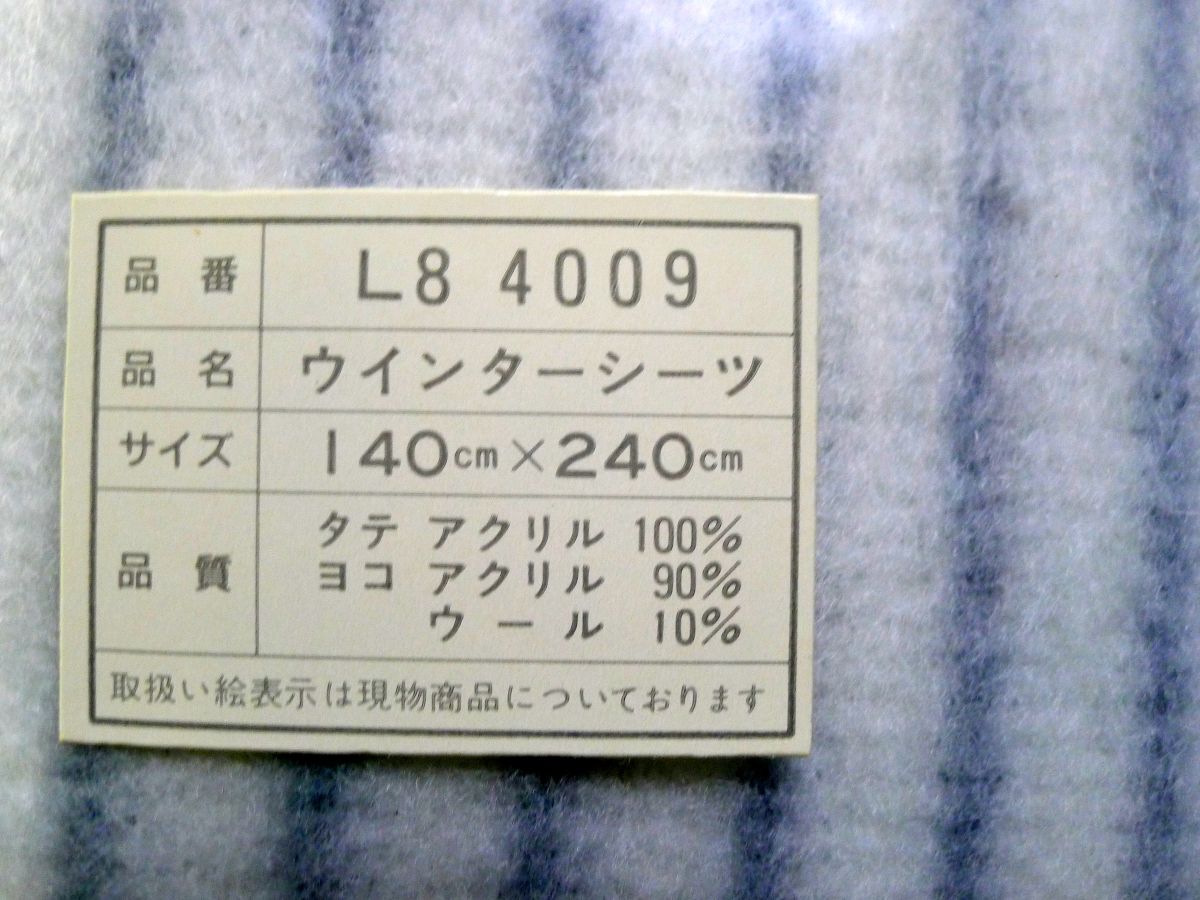 品番 L8 4009
品名 ウインターシーツ
サイズ 140cm×240cm
品質 タテ アクリル 100%
ヨコ アクリル 90%
ウール 10%
取扱い絵表示は現物商品についております